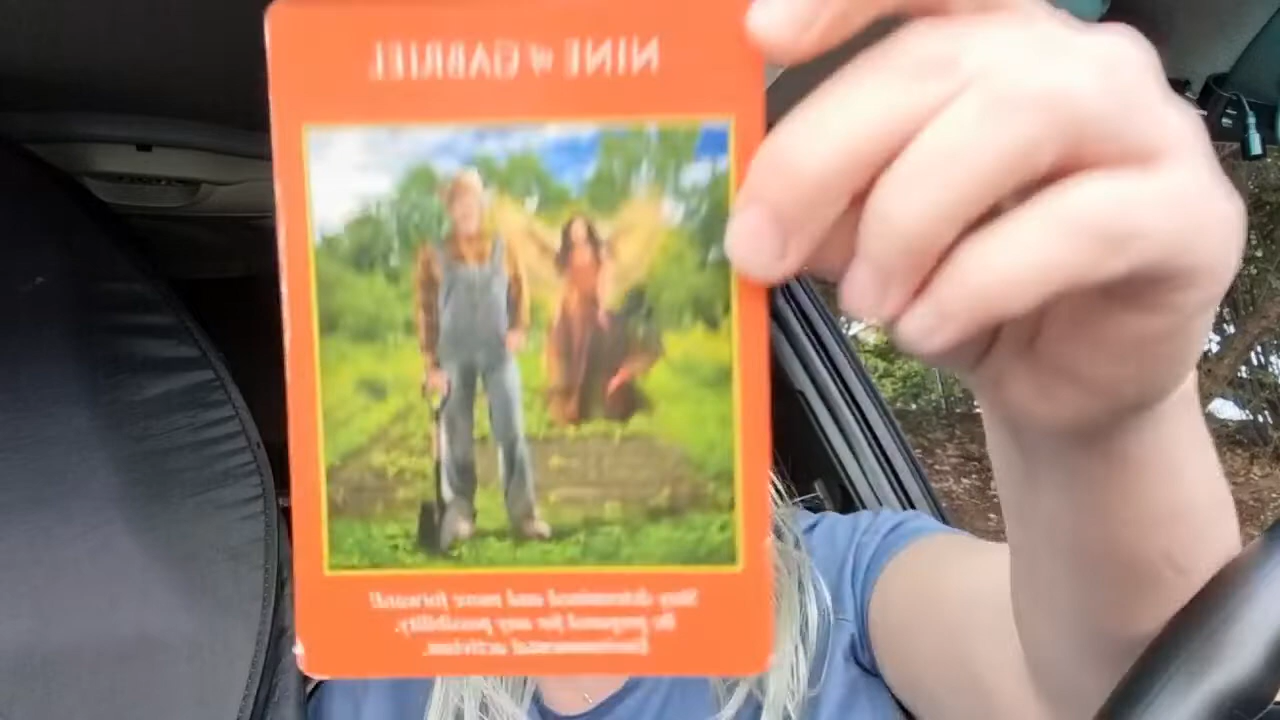 NINE of GABRIEL
Stay determined and move forward!
Be prepared for any possibility.
Environmental activism.